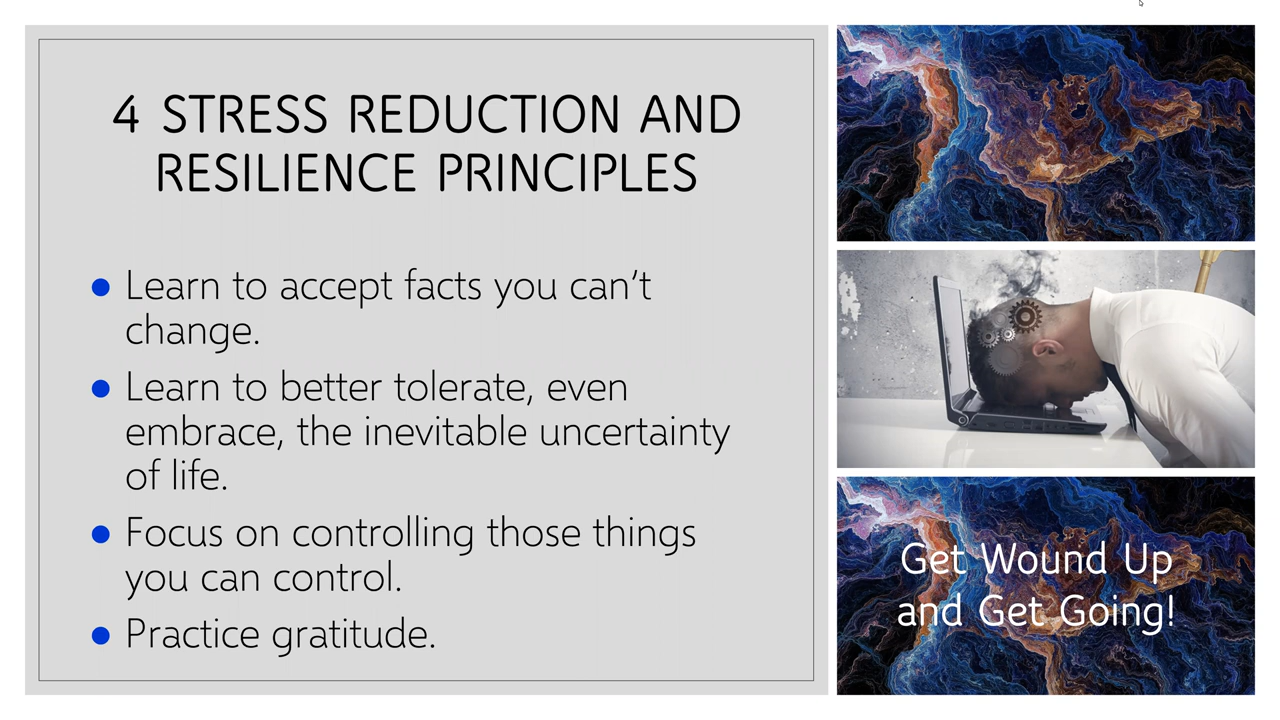 4 STRESS REDUCTION AND
RESILIENCE PRINCIPLES
● Learn to accept facts you can’t
change.
● Learn to better tolerate, even
embrace, the inevitable uncertainty
of life.
● Focus on controlling those things
you can control.
● Practice gratitude.
Get Wound Up
and Get Going!